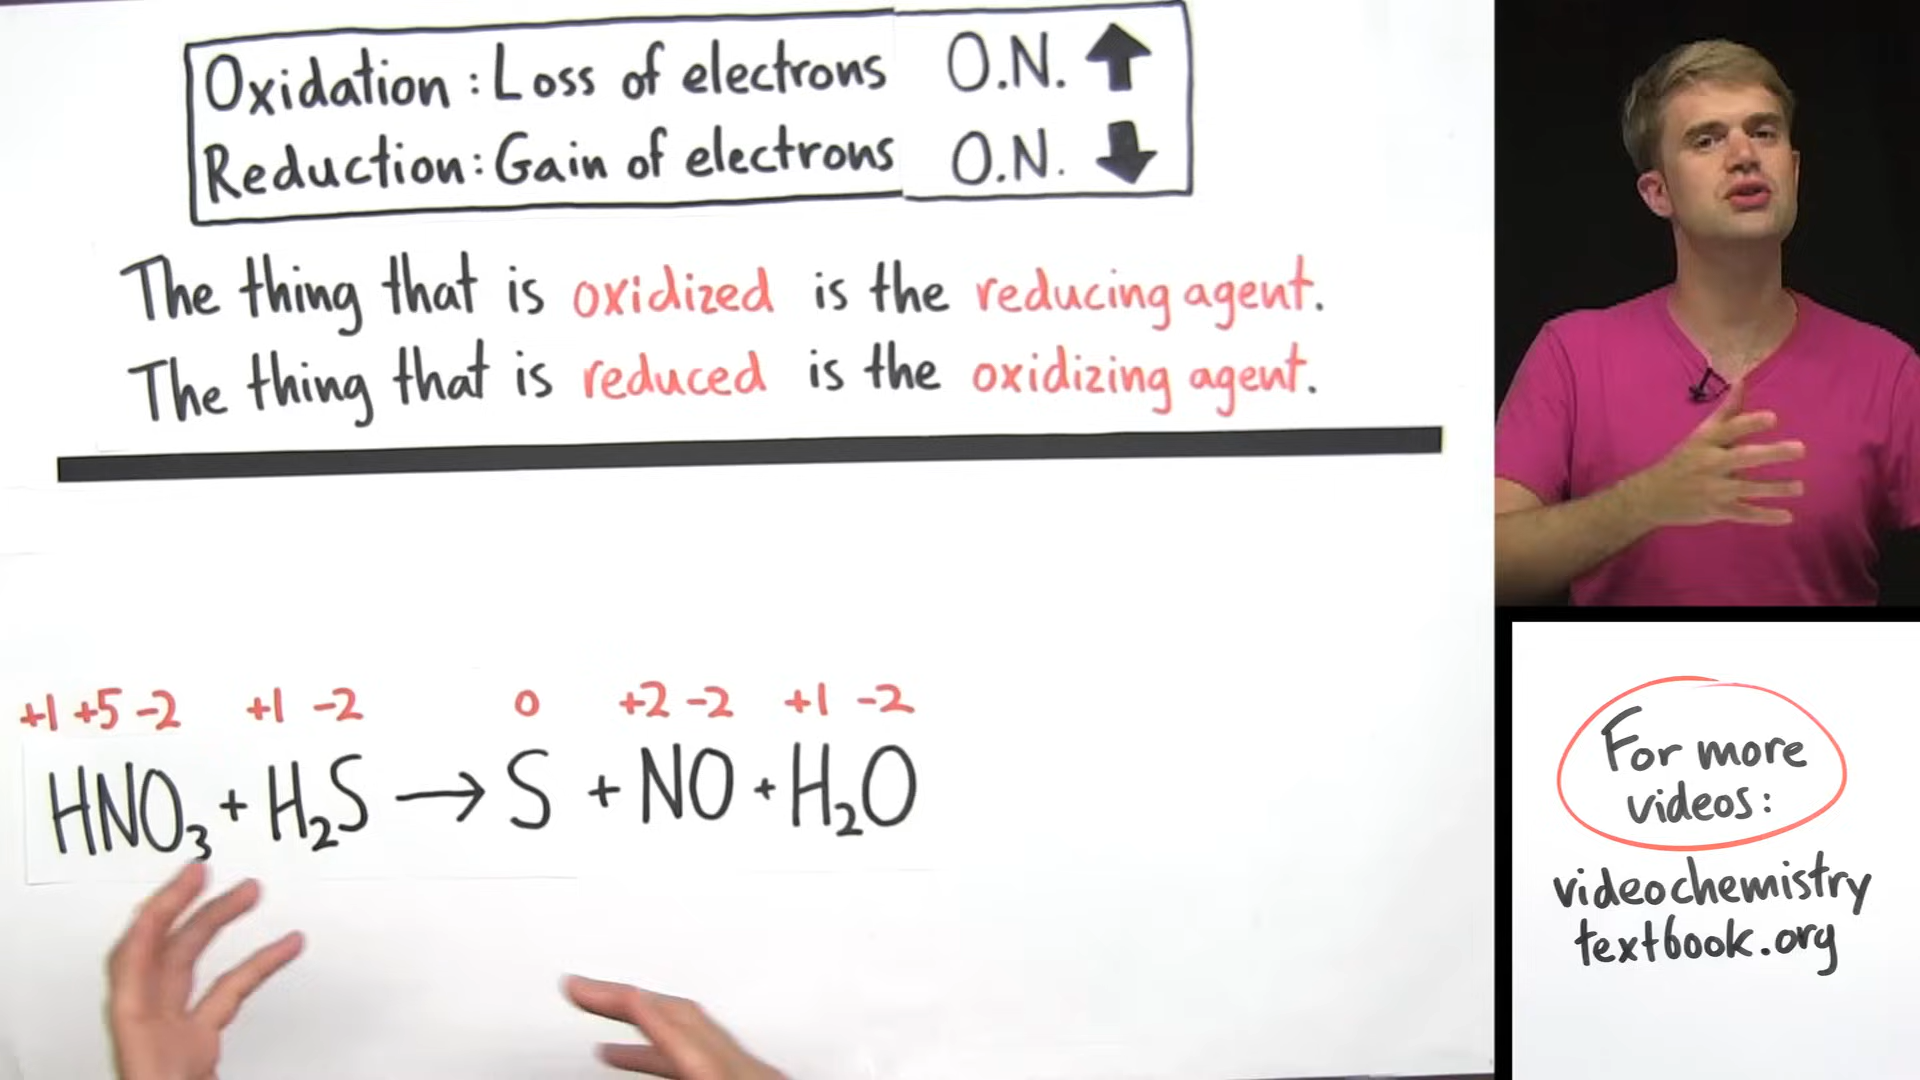 Oxidation: Loss of electrons O.N. ↑
Reduction: Gain of electrons O.N. ↓
The thing that is oxidized is the reducing agent.
The thing that is reduced is the oxidizing agent.
+1 +5 -2 +1 -2 0 +2 -2 +1 -2
HNO₃ + H₂S → S + NO + H₂O
For more
videos:
videochemistry
textbook.org